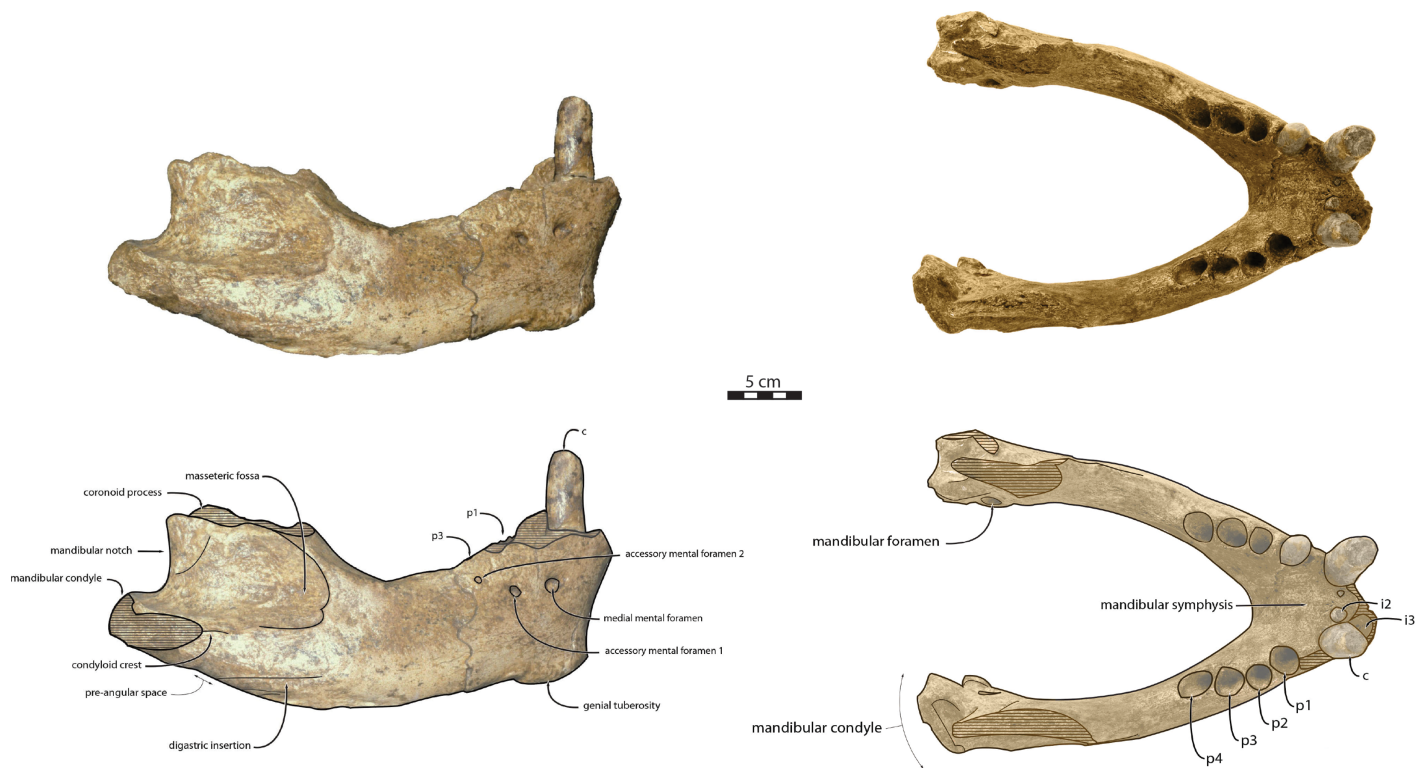 5 cm
c
masseteric fossa
coronoid process
p1
p3
mandibular notch
accessory mental foramen 2
mandibular condyle
medial mental foramen
accessory mental foramen 1
condyloid crest
pre-angular space
genial tuberosity
digastric insertion
mandibular foramen
mandibular symphysis
i2
i3
c
p1
mandibular condyle
p2
p3
p4